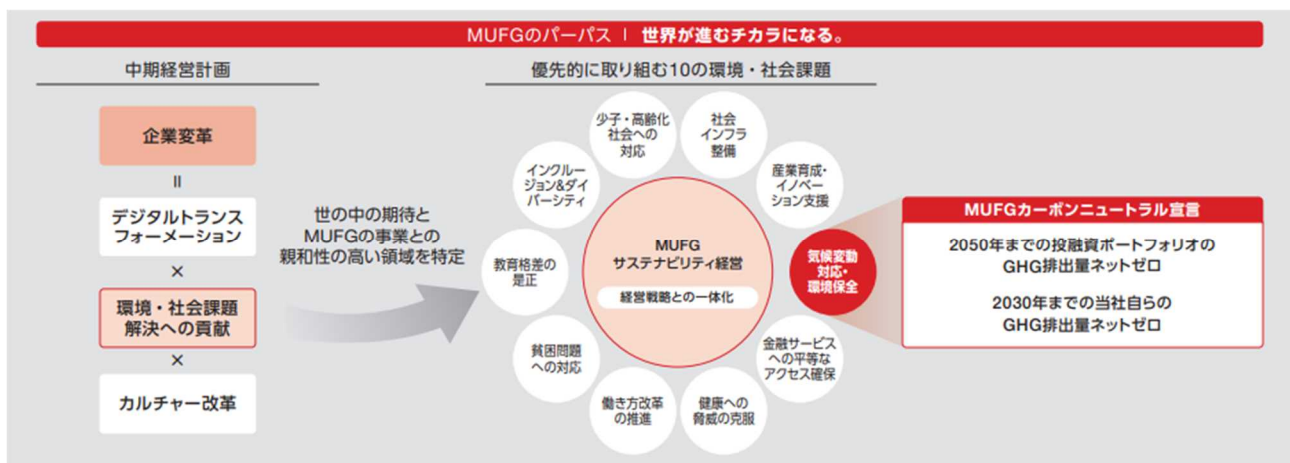 MUFGのパーパス | 世界が進むチカラになる。
中期経営計画
企業変革
=
デジタルトランス
フォーメーション
×
環境・社会課題
解決への貢献
×
カルチャー改革
世の中の期待と
MUFGの事業との
親和性の高い領域を特定
優先的に取り組む10の環境・社会課題
少子・高齢化
社会への
対応
社会
インフラ
整備
産業育成・
イノベー
ション支援
気候変動
対応・
環境保全
金融サービス
への平等な
アクセス確保
健康への
脅威の克服
働き方改革
の推進
貧困問題
への対応
教育格差の
是正
インクルー
ジョン&ダイ
バーシティ
MUFG
サステナビリティ経営
経営戦略との一体化
MUFGカーボンニュートラル宣言
2050年までの投融資ポートフォリオの
GHG排出量ネットゼロ
2030年までの当社自らの
GHG排出量ネットゼロ